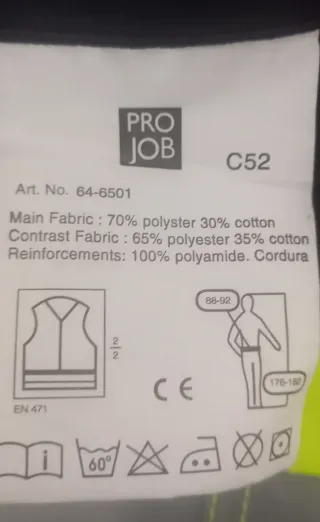 PRO
JOB
C52
Art. No. 64-6501
Main Fabric : 70% polyster 30% cotton
Contrast Fabric : 65% polyester 35% cotton
Reinforcements: 100% polyamide. Cordura
88-92
2
2
CE
176-182
EN 471
i
60°